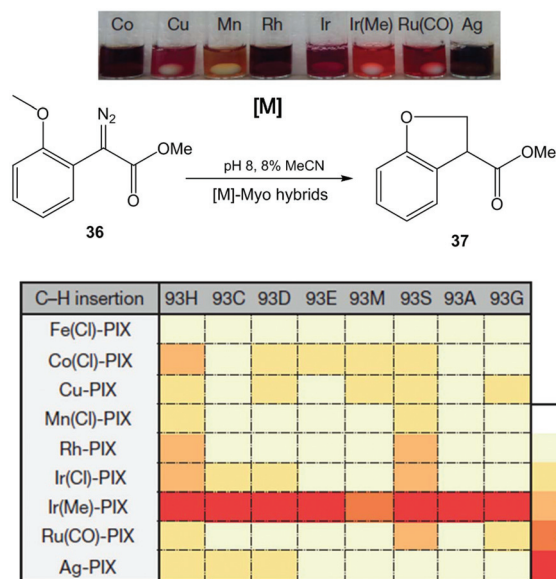 Co Cu Mn Rh Ir Ir(Me) Ru(CO) Ag
[M]
O N₂ OMe O
36
pH 8, 8% MeCN
[M]-Myo hybrids
O OMe O
37
C–H insertion 93H 93C 93D 93E 93M 93S 93A 93G
Fe(Cl)-PIX
Co(Cl)-PIX
Cu-PIX
Mn(Cl)-PIX
Rh-PIX
Ir(Cl)-PIX
Ir(Me)-PIX
Ru(CO)-PIX
Ag-PIX